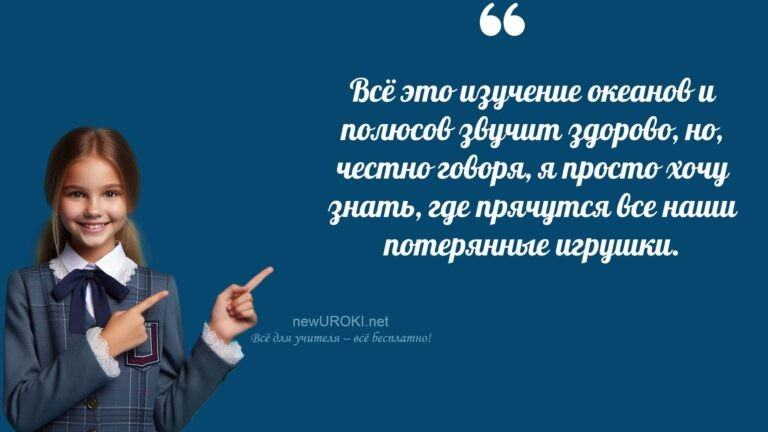 Всё это изучение океанов и
полюсов звучит здорово, но,
честно говоря, я просто хочу
знать, где прячутся все наши
потерянные игрушки.
newUROKI.net
Всё для учителя – всё бесплатно!